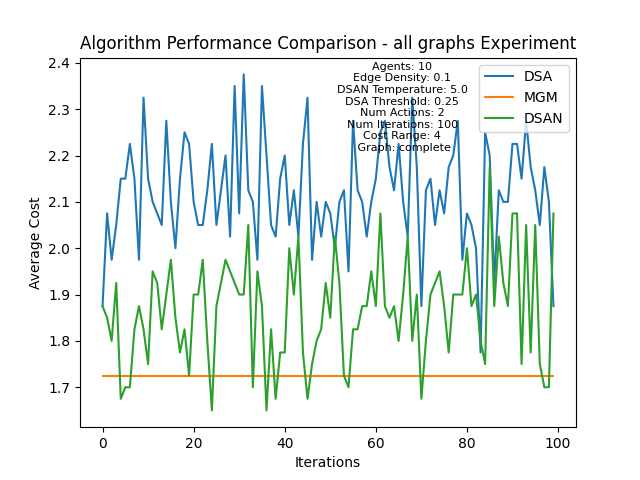 Algorithm Performance Comparison - all graphs Experiment
Agents: 10
Edge Density: 0.1
DSAN Temperature: 5.0
DSA Threshold: 0.25
Num Actions: 2
Num Iterations: 100
Cost Range: 4
Graph: complete
DSA
MGM
DSAN
Average Cost
2.4
2.3
2.2
2.1
2.0
1.9
1.8
1.7
0
20
40
60
80
100
Iterations